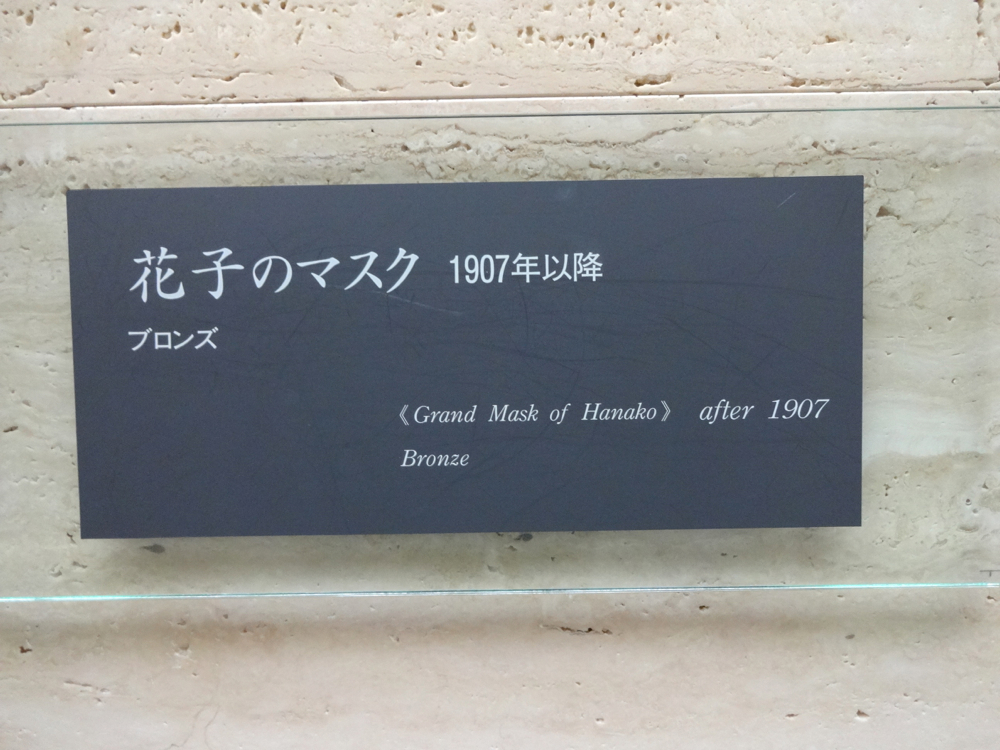 花子のマスク 1907年以降
ブロンズ
《Grand Mask of Hanako》 after 1907
Bronze